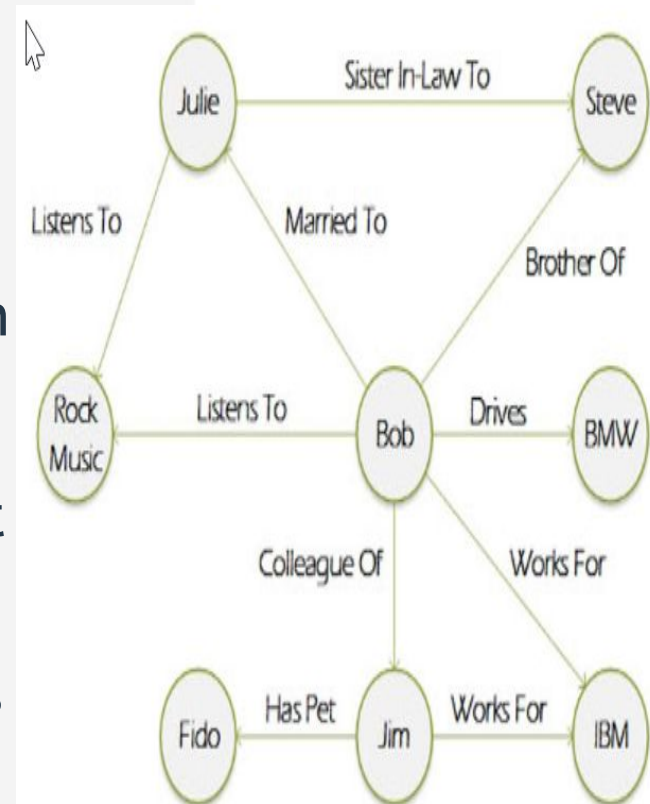 Sister In-Law To
Julie
Steve
Listens To
Married To
Brother Of
Rock
Music
Listens To
Bob
Drives
BMW
Colleague Of
Works For
Fido
Has Pet
Jim
Works For
IBM